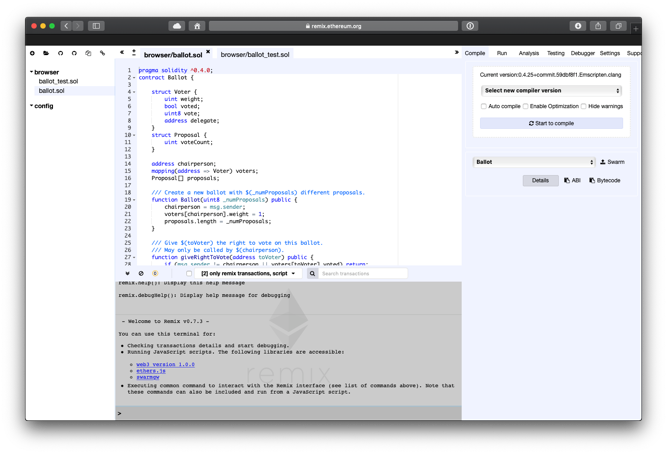 remix.ethereum.org
browser/ballot.sol
browser/ballot_test.sol
Compile Run Analysis Testing Debugger Settings Suppo
browser
ballot_test.sol
ballot.sol
config
1 pragma solidity ^0.4.0;
2 contract Ballot {
3
4 struct Voter {
5 uint weight;
6 bool voted;
7 uint8 vote;
8 address delegate;
9 }
10 struct Proposal {
11 uint voteCount;
12 }
13
14 address chairperson;
15 mapping(address => Voter) voters;
16 Proposal[] proposals;
17
18 /// Create a new ballot with $(_numProposals) different proposals.
19 function Ballot(uint8 _numProposals) public {
20 chairperson = msg.sender;
21 voters[chairperson].weight = 1;
22 proposals.length = _numProposals;
23 }
24
25 /// Give $(toVoter) the right to vote on this ballot.
26 /// May only be called by $(chairperson).
27 function giveRightToVote(address toVoter) public {
28 if (msg.sender != chairperson || voters[toVoter].voted) return;
Current version:0.4.25+commit.59dbf8f1.Emscripten.clang
Select new compiler version
Auto compile Enable Optimization Hide warnings
Start to compile
Ballot
Swarm
Details ABI Bytecode
0
[2] only remix transactions, script
Search transactions
remix.help(): Display this help message
remix.debugHelp(): Display help message for debugging
- Welcome to Remix v0.7.3 -
You can use this terminal for:
• Checking transactions details and start debugging.
• Running JavaScript scripts. The following libraries are accessible:
web3 version 1.0.0
ethers.js
swarmgw
• Executing common command to interact with the Remix interface (see list of commands above). Note that
these commands can also be included and run from a JavaScript script.
remix
>